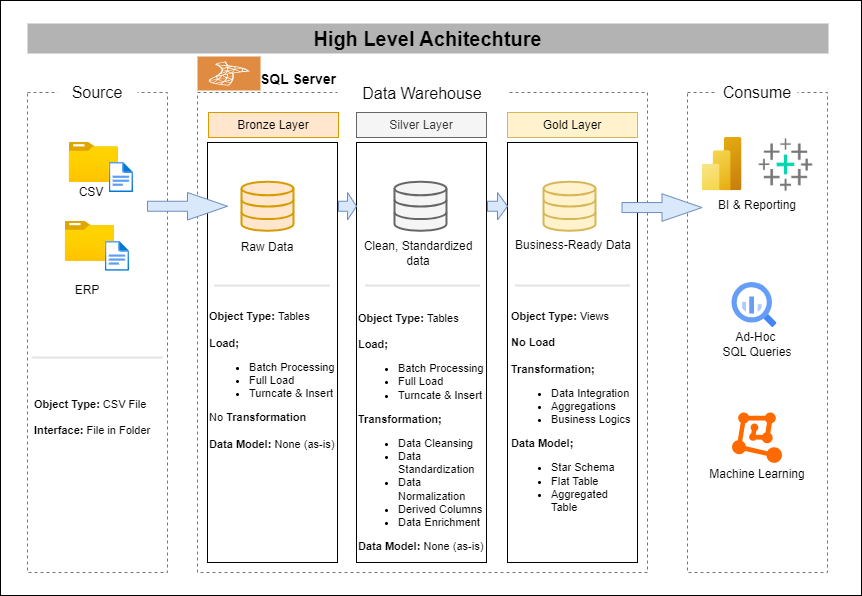 High Level Achitechture
SQL Server
Source
Data Warehouse
Consume
CSV
ERP
Object Type: CSV File
Interface: File in Folder
Bronze Layer
Raw Data
Object Type: Tables
Load;
Batch Processing
Full Load
Turncate & Insert
No Transformation
Data Model: None (as-is)
Silver Layer
Clean, Standardized
data
Object Type: Tables
Load;
Batch Processing
Full Load
Turncate & Insert
Transformation;
Data Cleansing
Data
Standardization
Data
Normalization
Derived Columns
Data Enrichment
Data Model: None (as-is)
Gold Layer
Business-Ready Data
Object Type: Views
No Load
Transformation;
Data Integration
Aggregations
Business Logics
Data Model;
Star Schema
Flat Table
Aggregated
Table
BI & Reporting
Ad-Hoc
SQL Queries
Machine Learning